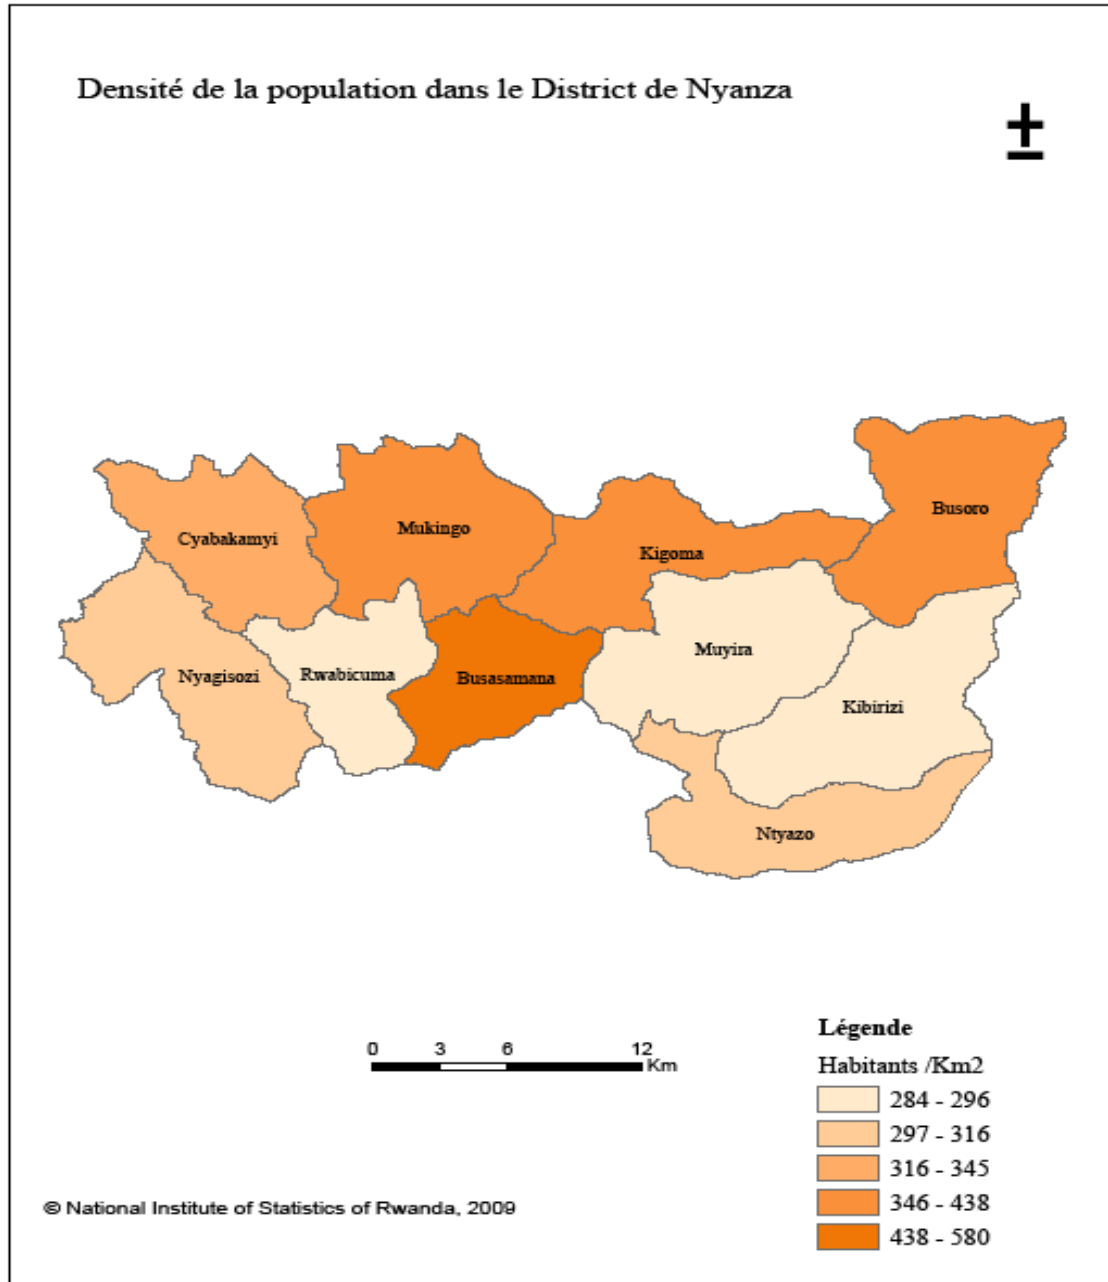 Densité de la population dans le District de Nyanza
±
Busoro
Mukingo
Cyabakamyi
Kigoma
Muyira
Nyagisozi
Rwabicuma
Busasamana
Kibirizi
Ntyazo
0 3 6 12
Km
Légende
Habitants /Km2
284 - 296
297 - 316
316 - 345
346 - 438
438 - 580
© National Institute of Statistics of Rwanda, 2009